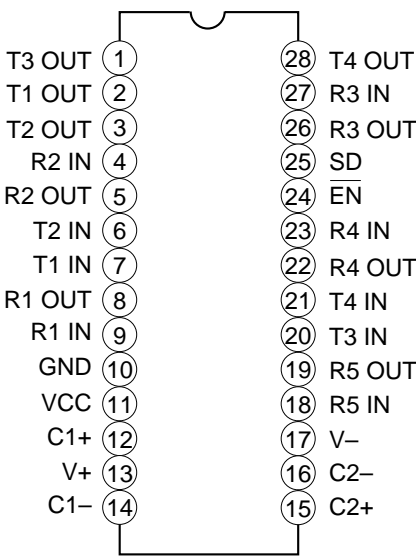 T3 OUT 1 28 T4 OUT
T1 OUT 2 27 R3 IN
T2 OUT 3 26 R3 OUT
R2 IN 4 25 SD
R2 OUT 5 24 E̅N̅
T2 IN 6 23 R4 IN
T1 IN 7 22 R4 OUT
R1 OUT 8 21 T4 IN
R1 IN 9 20 T3 IN
GND 10 19 R5 OUT
VCC 11 18 R5 IN
C1+ 12 17 V–
V+ 13 16 C2–
C1– 14 15 C2+